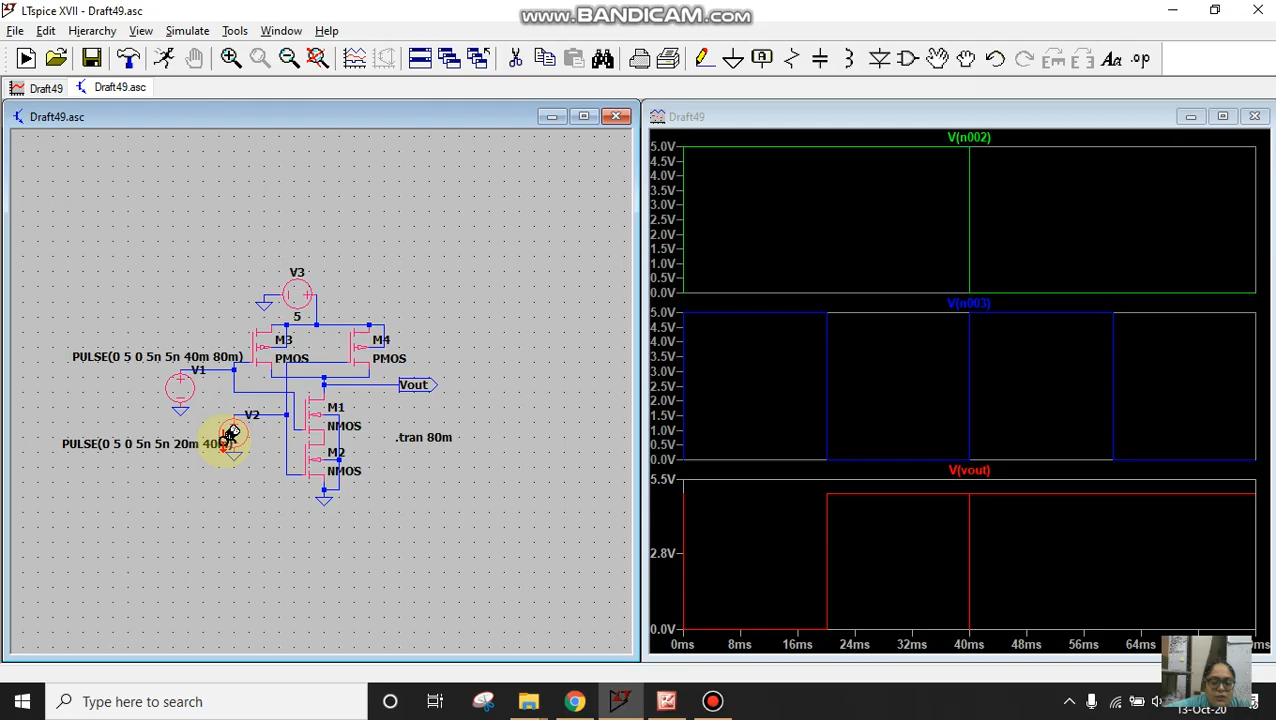 LTspice XVII - Draft49.asc
www.BANDICAM.com
File Edit Hierarchy View Simulate Tools Window Help
.op
Draft49
Draft49.asc
Draft49.asc
V3
5
M3
PMOS
M4
PMOS
PULSE(0 5 0 5n 5n 40m 80m)
V1
Vout
V2
M1
NMOS
PULSE(0 5 0 5n 5n 20m 40m)
.tran 80m
M2
NMOS
Draft49
V(n002)
5.0V
4.5V
4.0V
3.5V
3.0V
2.5V
2.0V
1.5V
1.0V
0.5V
0.0V
V(n003)
5.0V
4.5V
4.0V
3.5V
3.0V
2.5V
2.0V
1.5V
1.0V
0.5V
0.0V
V(vout)
5.5V
2.8V
0.0V
0ms 8ms 16ms 24ms 32ms 40ms 48ms 56ms 64ms
Type here to search
13-Oct-20